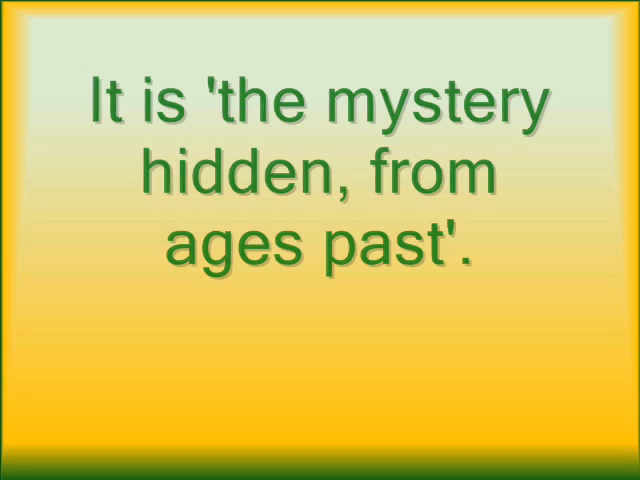 It is 'the mystery
hidden, from
ages past'.